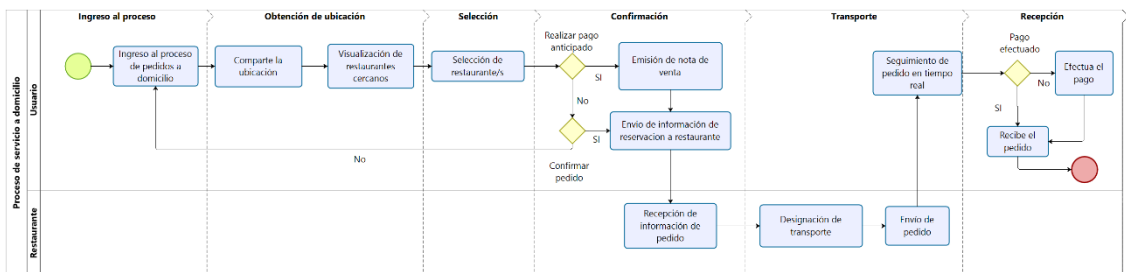 Ingreso al proceso
Obtención de ubicación
Selección
Confirmación
Transporte
Recepción
Proceso de servicio a domicilio
Usuario
Ingreso al proceso
de pedidos a
domicilio
Comparte la
ubicación
Visualización de
restaurantes
cercanos
Selección de
restaurante/s
Realizar pago
anticipado
SI
No
Emisión de nota de
venta
Confirmar
pedido
SI
No
Envío de información de
reservacion a restaurante
Seguimiento de
pedido en tiempo
real
Pago
efectuado
No
SI
Efectua el
pago
Recibe el
pedido
Restaurante
Recepción de
información de
pedido
Designación de
transporte
Envío de
pedido